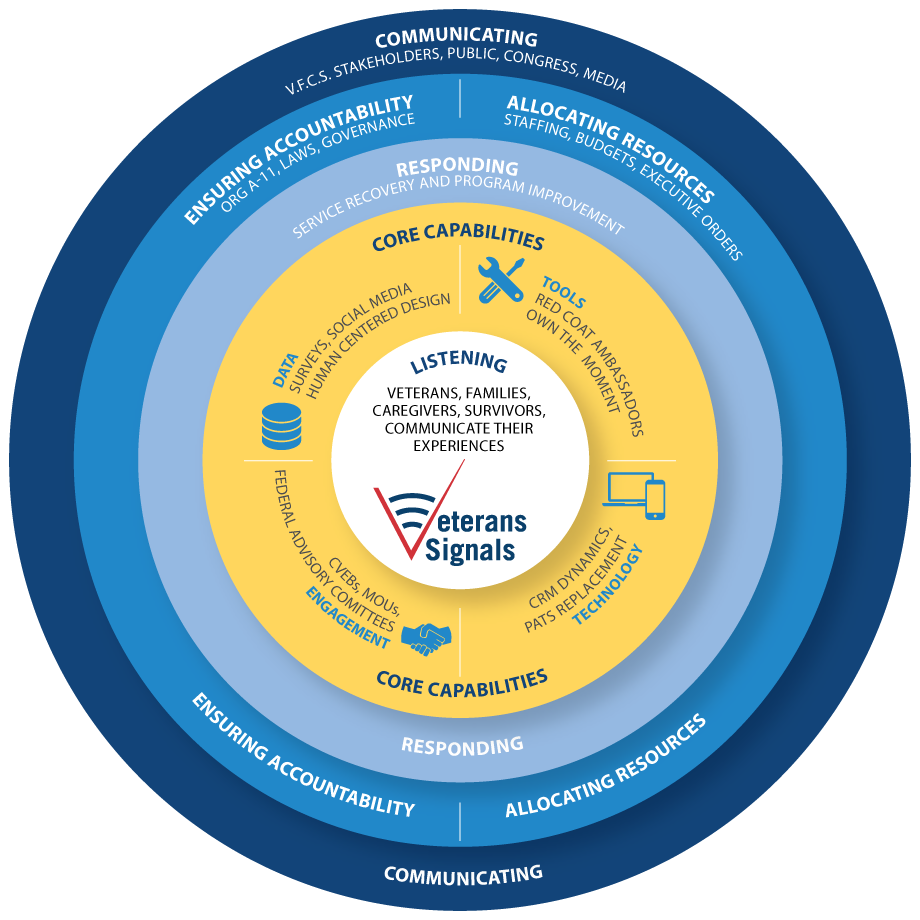 COMMUNICATING
V.F.C.S. STAKEHOLDERS, PUBLIC, CONGRESS, MEDIA
ENSURING ACCOUNTABILITY
ORG A-11, LAWS, GOVERNANCE
ALLOCATING RESOURCES
STAFFING, BUDGETS, EXECUTIVE ORDERS
RESPONDING
SERVICE RECOVERY AND PROGRAM IMPROVEMENT
CORE CAPABILITIES
DATA
SURVEYS, SOCIAL MEDIA
HUMAN CENTERED DESIGN
TOOLS
RED COAT AMBASSADORS
OWN THE MOMENT
LISTENING
VETERANS, FAMILIES,
CAREGIVERS, SURVIVORS,
COMMUNICATE THEIR
EXPERIENCES
Veterans
Signals
FEDERAL ADVISORY COMITTEES
CVEBs, MOUs,
ENGAGEMENT
CRM DYNAMICS,
PATS REPLACEMENT
TECHNOLOGY
CORE CAPABILITIES
RESPONDING
ENSURING ACCOUNTABILITY
ALLOCATING RESOURCES
COMMUNICATING